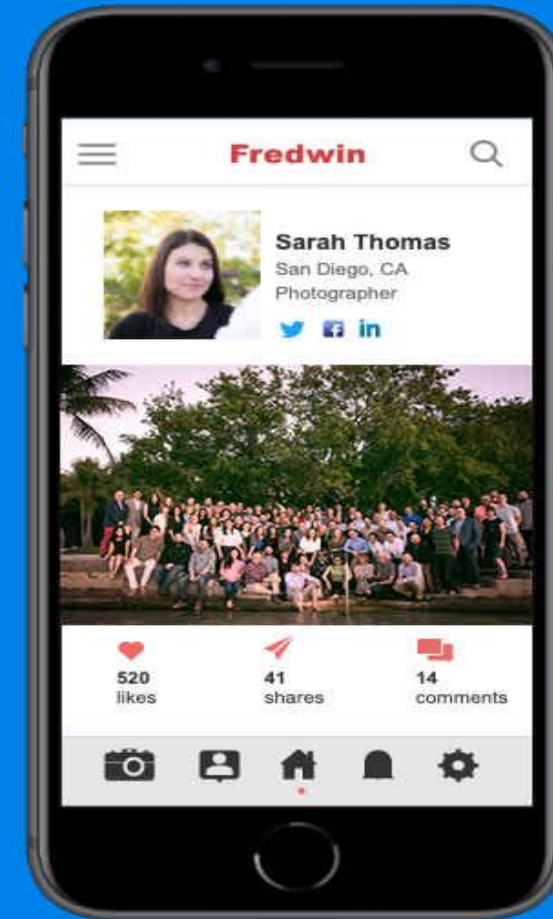 Fredwin
Sarah Thomas
San Diego, CA
Photographer
520
likes
41
shares
14
comments